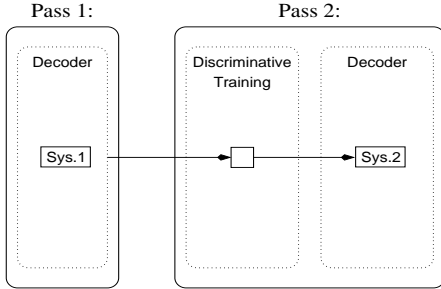 Pass 1:
Pass 2:
Decoder
Discriminative
Training
Decoder
Sys.1
Sys.2